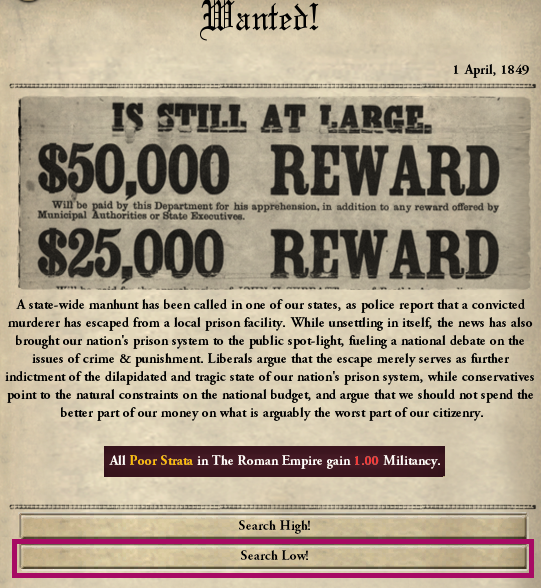 Wanted!
1 April, 1849
IS STILL AT LARGE.
$50,000 REWARD
Will be paid by this Department for his apprehension, in addition to any reward offered by
Municipal Authorities or State Executives.
$25,000 REWARD
A state-wide manhunt has been called in one of our states, as police report that a convicted
murderer has escaped from a local prison facility. While unsettling in itself, the news has also
brought our nation's prison system to the public spot-light, fueling a national debate on the
issues of crime & punishment. Liberals argue that the escape merely serves as further
indictment of the dilapidated and tragic state of our nation's prison system, while conservatives
point to the natural constraints on the national budget, and argue that we should not spend the
better part of our money on what is arguably the worst part of our citizenry.
All Poor Strata in The Roman Empire gain 1.00 Militancy.
Search High!
Search Low!